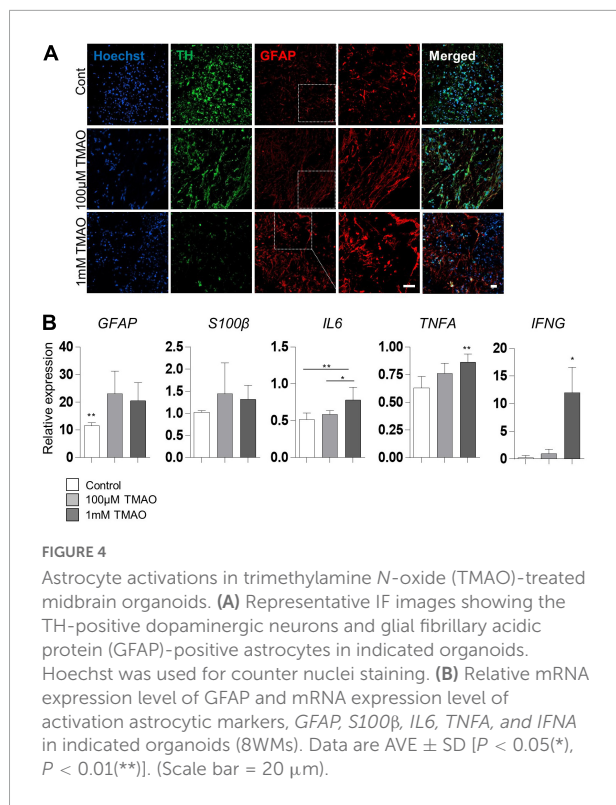 A
Hoechst TH GFAP Merged
Cont
100μM TMAO
1mM TMAO
B
GFAP S100β IL6 TNFA IFNG
Relative expression
40
30
20
10
0
**
2.5
2.0
1.5
1.0
0.5
0.0
1.5
1.0
0.5
0.0
**
*
1.00
0.75
0.50
0.25
0.00
**
20
15
10
5
0
*
Control
100μM TMAO
1mM TMAO
FIGURE 4
Astrocyte activations in trimethylamine N-oxide (TMAO)-treated
midbrain organoids. (A) Representative IF images showing the
TH-positive dopaminergic neurons and glial fibrillary acidic
protein (GFAP)-positive astrocytes in indicated organoids.
Hoechst was used for counter nuclei staining. (B) Relative mRNA
expression level of GFAP and mRNA expression level of
activation astrocytic markers, GFAP, S100β, IL6, TNFA, and IFNA
in indicated organoids (8WMs). Data are AVE ± SD [P < 0.05(*),
P < 0.01(**)]. (Scale bar = 20 μm).